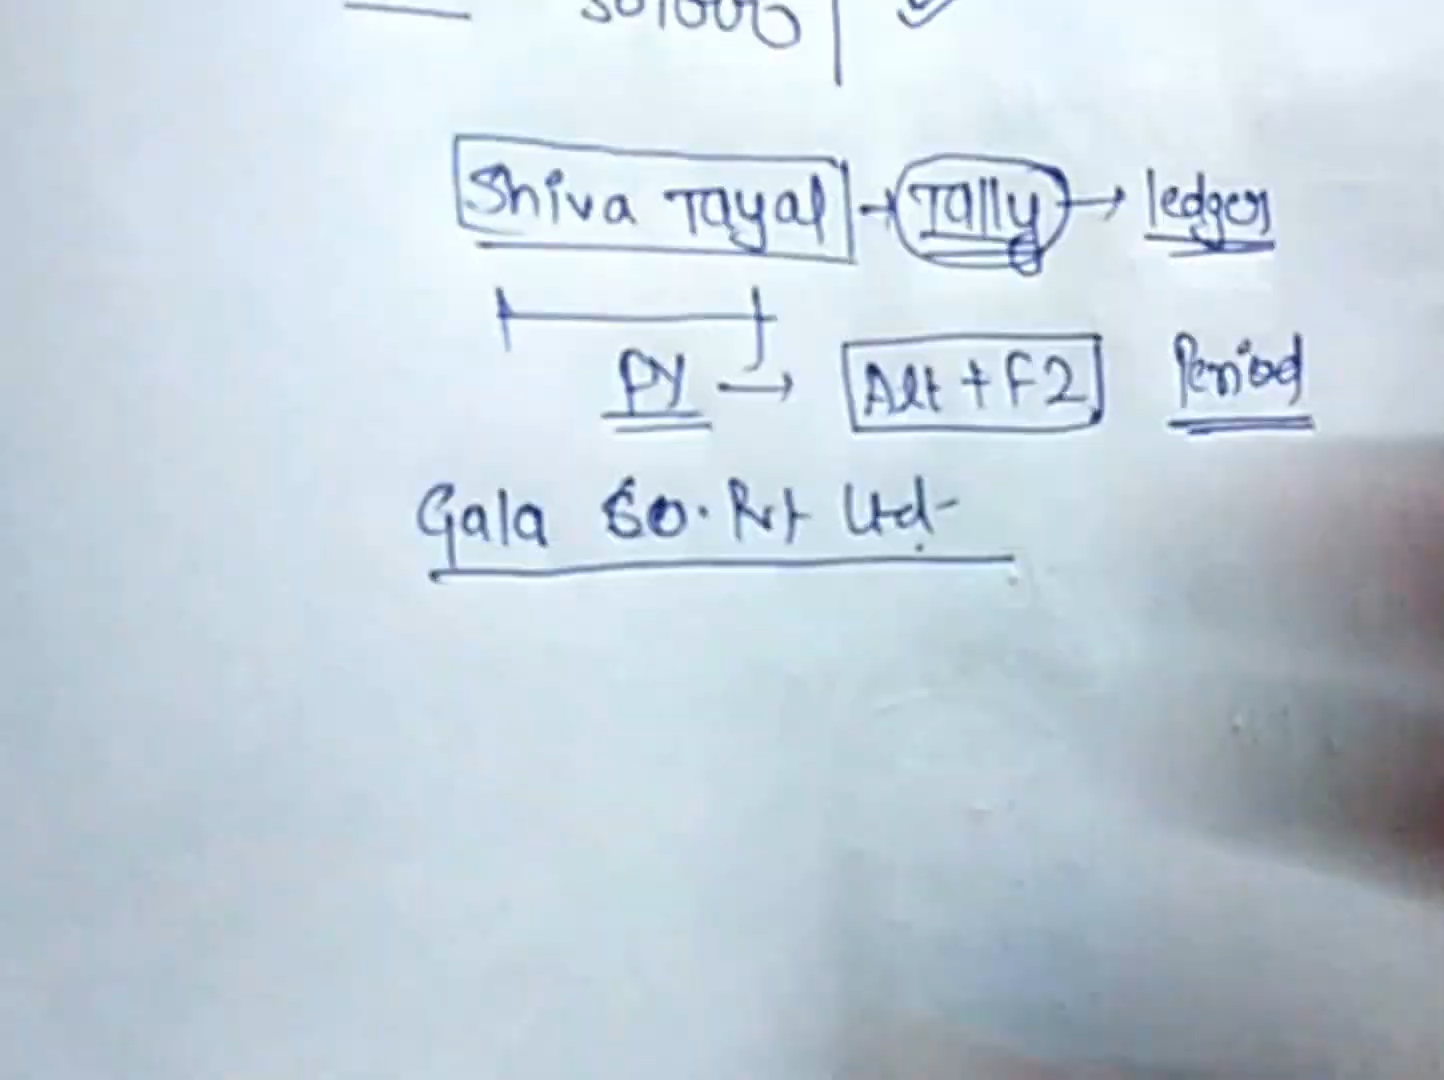 Shiva Tayal → Tally → ledger
FY → Alt + F2 Period
Gala Co. Pvt Ltd-